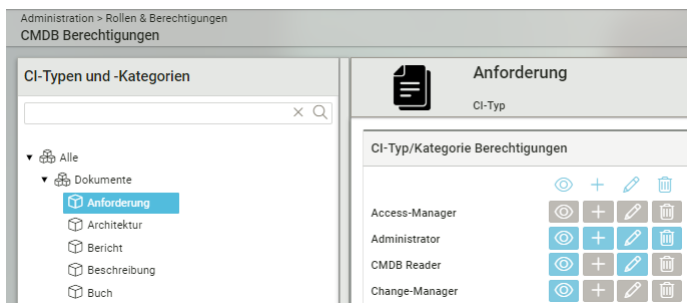 Administration > Rollen & Berechtigungen
CMDB Berechtigungen
CI-Typen und -Kategorien
Alle
Dokumente
Anforderung
Architektur
Bericht
Beschreibung
Buch
Anforderung
CI-Typ
CI-Typ/Kategorie Berechtigungen
Access-Manager
Administrator
CMDB Reader
Change-Manager